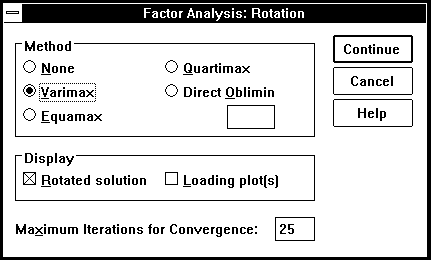 Factor Analysis: Rotation
Method
None
Quartimax
Varimax
Direct Oblimin
Equamax
Continue
Cancel
Help
Display
Rotated solution
Loading plot(s)
Maximum Iterations for Convergence: 25